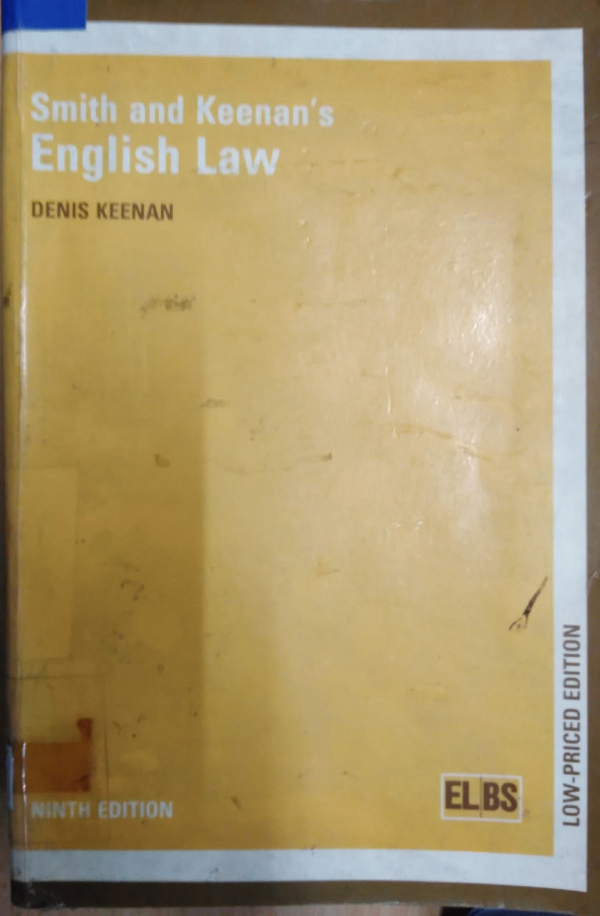 Smith and Keenan's
English Law
DENIS KEENAN
NINTH EDITION
ELBS
LOW-PRICED EDITION